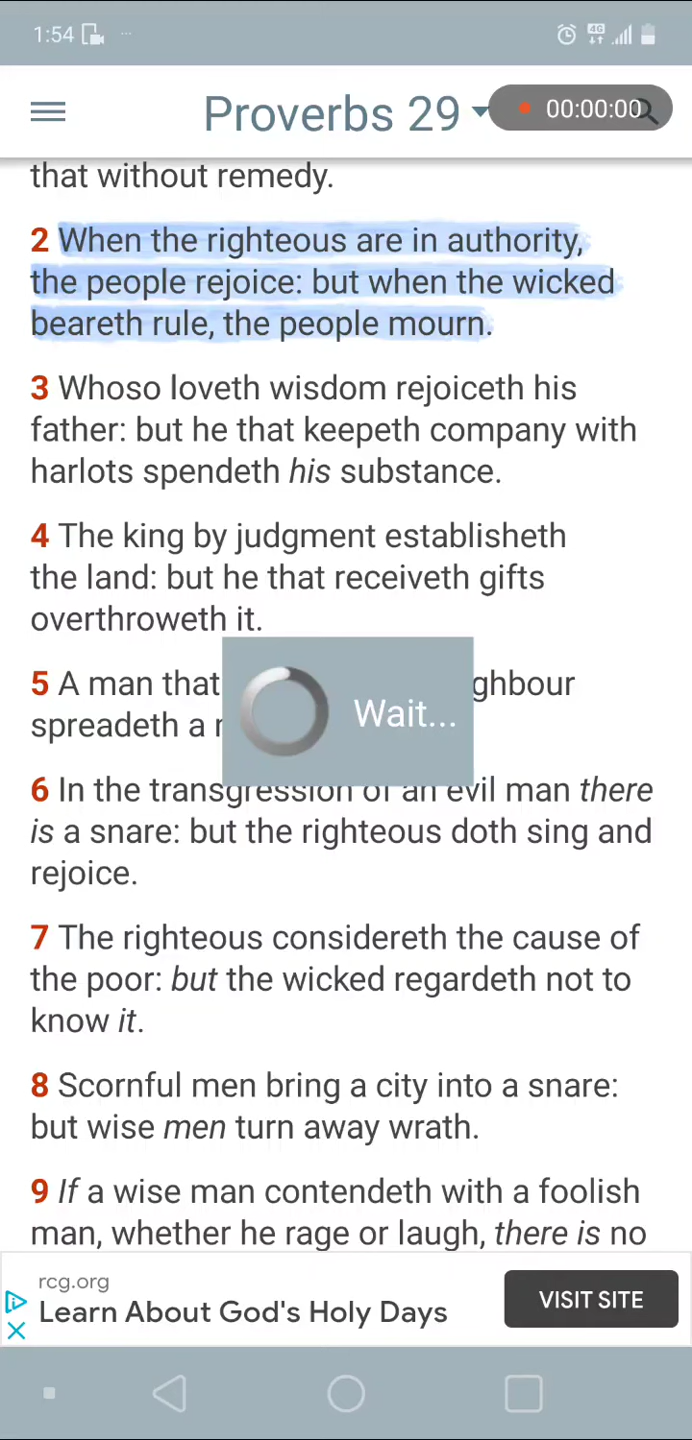 1:54
4G
Proverbs 29
00:00:00
that without remedy.
2 When the righteous are in authority,
the people rejoice: but when the wicked
beareth rule, the people mourn.
3 Whoso loveth wisdom rejoiceth his
father: but he that keepeth company with
harlots spendeth his substance.
4 The king by judgment establisheth
the land: but he that receiveth gifts
overthroweth it.
5 A man that ghbour
Wait...
spreadeth a
6 In the transgression of an evil man there
is a snare: but the righteous doth sing and
rejoice.
7 The righteous considereth the cause of
the poor: but the wicked regardeth not to
know it.
8 Scornful men bring a city into a snare:
but wise men turn away wrath.
9 If a wise man contendeth with a foolish
man, whether he rage or laugh, there is no
rcg.org
Learn About God's Holy Days
VISIT SITE